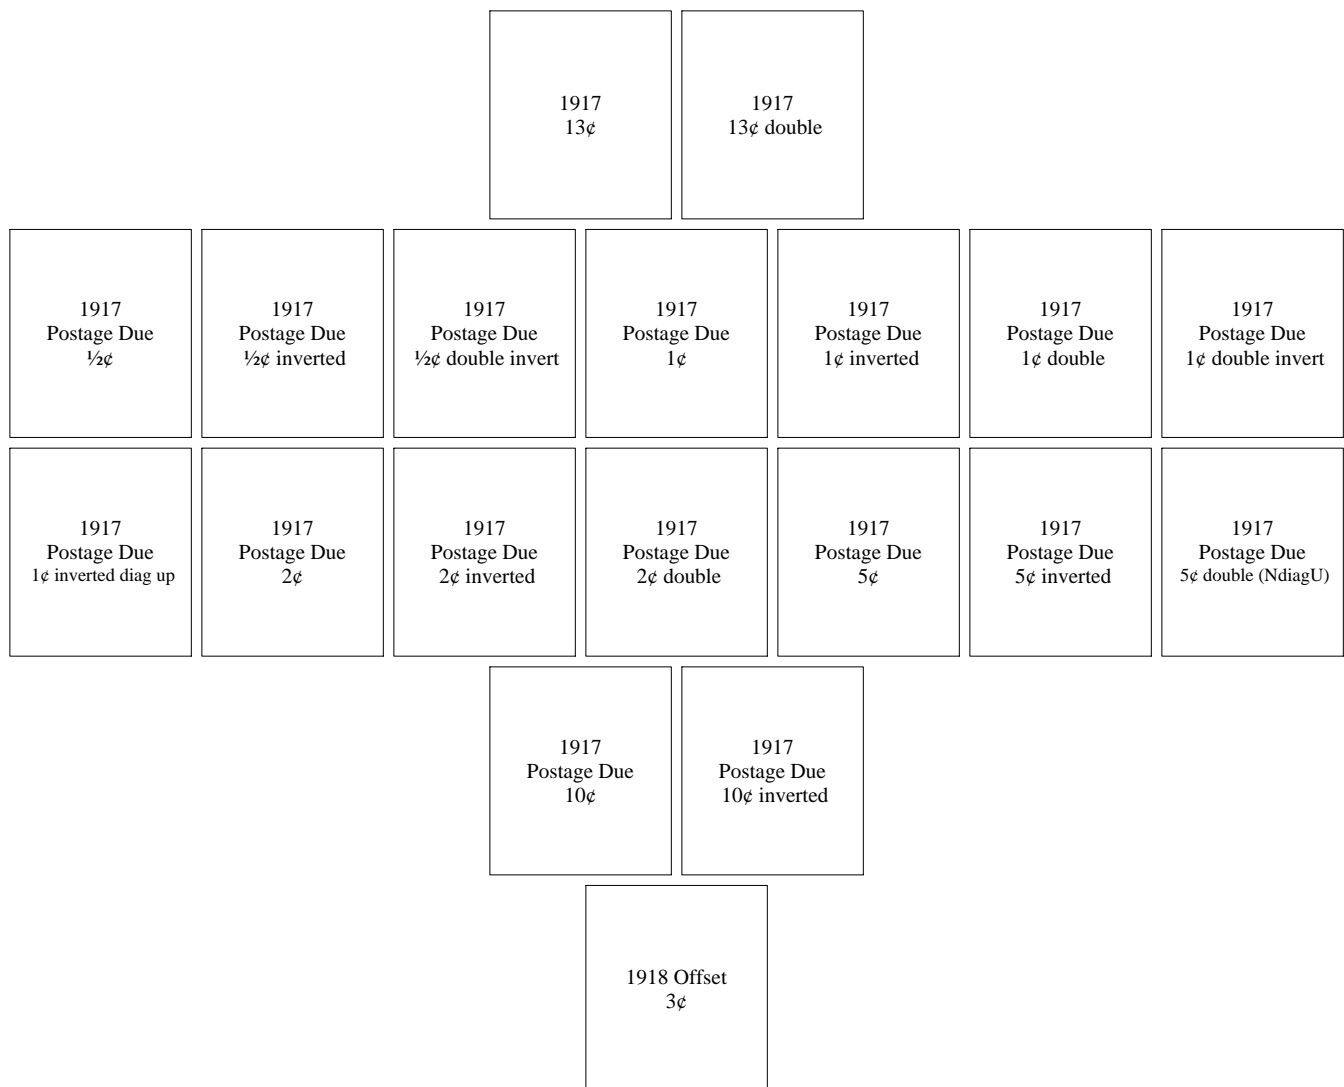 1917
13¢
1917
13¢ double
1917
Postage Due
½¢
1917
Postage Due
½¢ inverted
1917
Postage Due
½¢ double invert
1917
Postage Due
1¢
1917
Postage Due
1¢ inverted
1917
Postage Due
1¢ double
1917
Postage Due
1¢ double invert
1917
Postage Due
1¢ inverted diag up
1917
Postage Due
2¢
1917
Postage Due
2¢ inverted
1917
Postage Due
2¢ double
1917
Postage Due
5¢
1917
Postage Due
5¢ inverted
1917
Postage Due
5¢ double (NdiagU)
1917
Postage Due
10¢
1917
Postage Due
10¢ inverted
1918 Offset
3¢